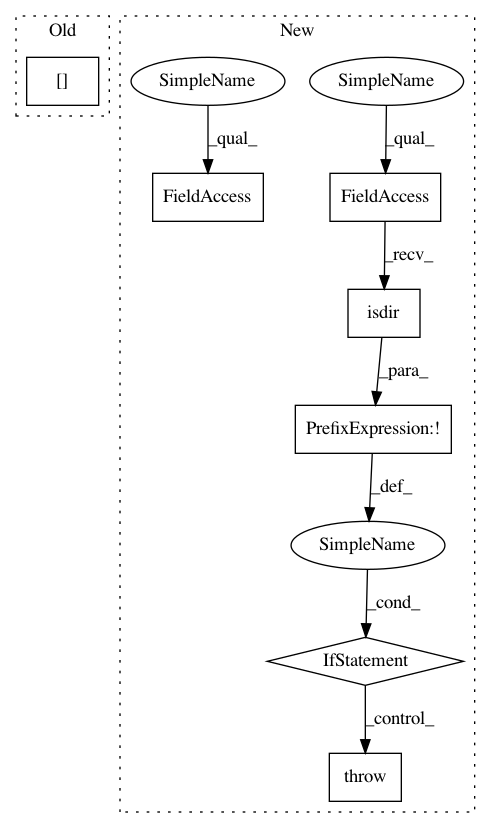 Old
New
[]
SimpleName
SimpleName
_qual_
_qual_
FieldAccess
FieldAccess
_recv_
isdir
_para_
PrefixExpression:!
_def_
SimpleName
_cond_
IfStatement
_control_
throw